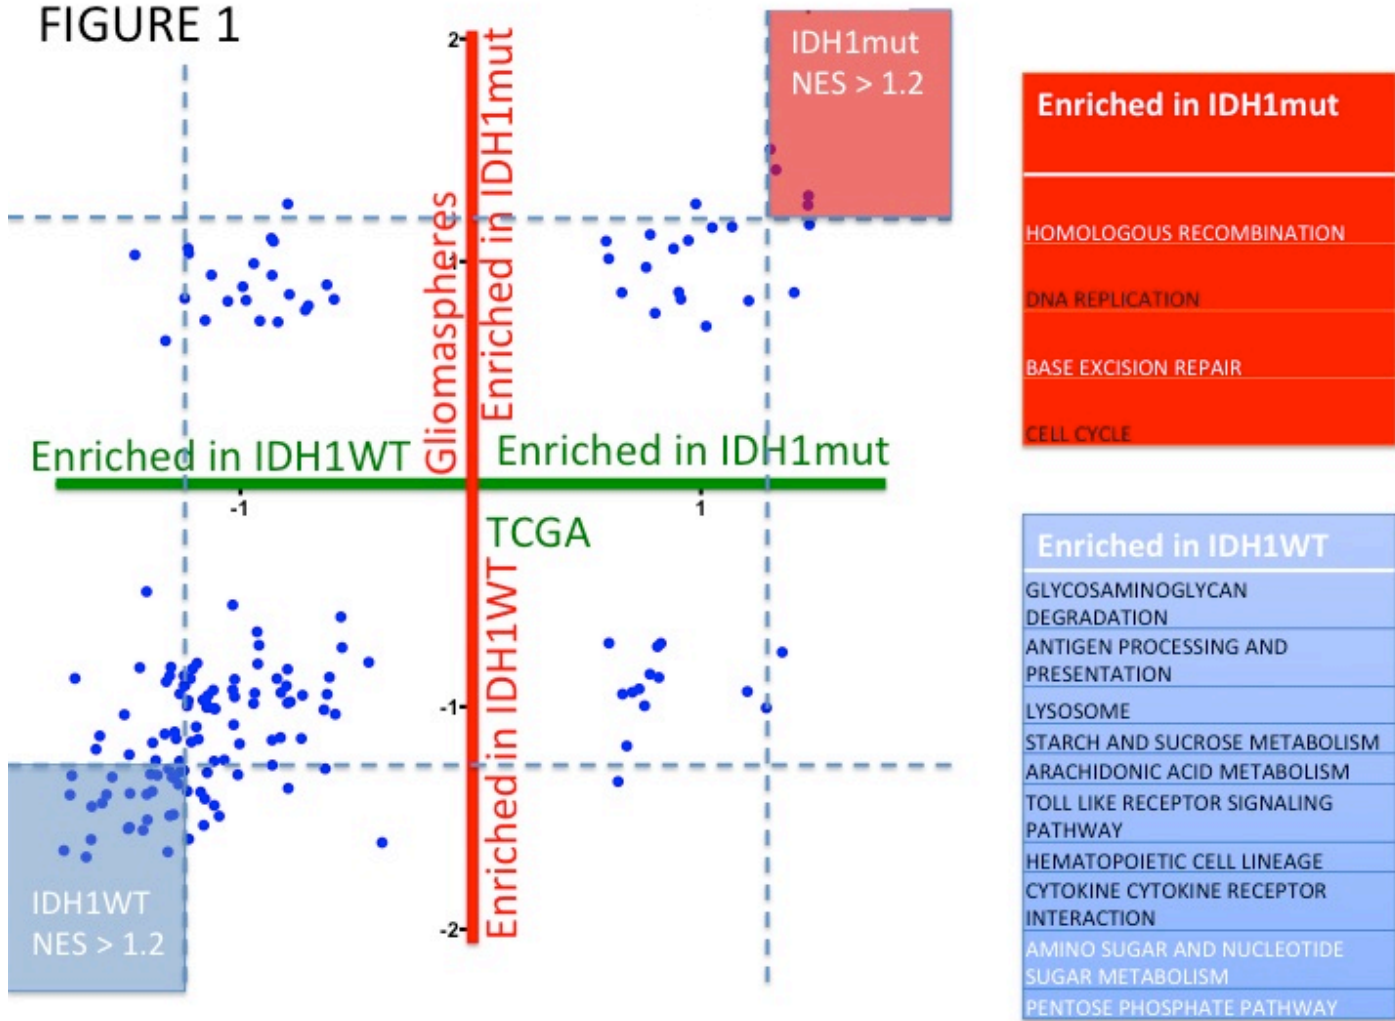 FIGURE 1
2
1
-1
-2
-1
1
IDH1mut
NES > 1.2
Gliomaspheres
Enriched in IDH1mut
Enriched in IDH1WT
Enriched in IDH1mut
TCGA
Enriched in IDH1WT
IDH1WT
NES > 1.2
Enriched in IDH1mut
HOMOLOGOUS RECOMBINATION
DNA REPLICATION
BASE EXCISION REPAIR
CELL CYCLE
Enriched in IDH1WT
GLYCOSAMINOGLYCAN
DEGRADATION
ANTIGEN PROCESSING AND
PRESENTATION
LYSOSOME
STARCH AND SUCROSE METABOLISM
ARACHIDONIC ACID METABOLISM
TOLL LIKE RECEPTOR SIGNALING
PATHWAY
HEMATOPOIETIC CELL LINEAGE
CYTOKINE CYTOKINE RECEPTOR
INTERACTION
AMINO SUGAR AND NUCLEOTIDE
SUGAR METABOLISM
PENTOSE PHOSPHATE PATHWAY